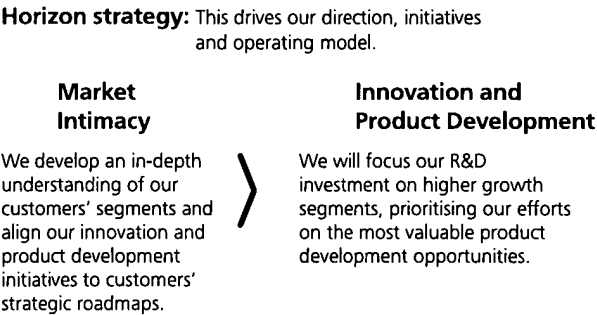 Horizon strategy: This drives our direction, initiatives
and operating model.
Market
Intimacy
We develop an in-depth
understanding of our
customers' segments and
align our innovation and
product development
initiatives to customers'
strategic roadmaps.
Innovation and
Product Development
We will focus our R&D
investment on higher growth
segments, prioritising our efforts
on the most valuable product
development opportunities.